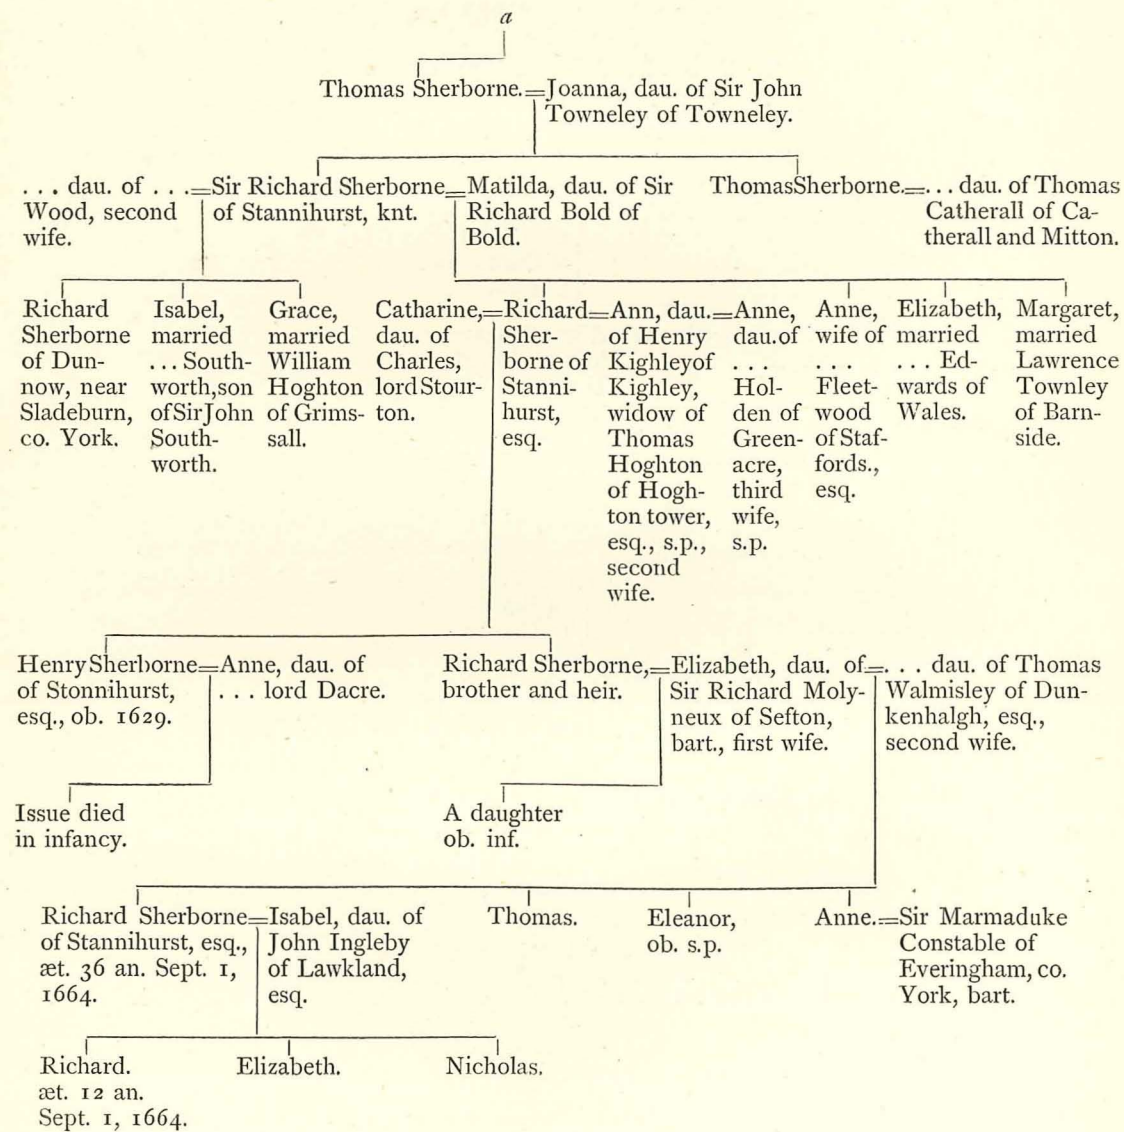 a
Thomas Sherborne.=Joanna, dau. of Sir John
Towneley of Towneley.
. . . dau. of . . .=Sir Richard Sherborne=Matilda, dau. of Sir
Wood, second
wife.
of Stannihurst, knt.
Richard Bold of
Bold.
ThomasSherborne.=... dau. of Thomas
Catherall of Ca-
therall and Mitton.
Richard
Sherborne
of Dun-
now, near
Sladeburn,
co. York.
Isabel,
married
... South-
worth,son
ofSirJohn
South-
worth.
Grace,
married
William
Hoghton
of Grims-
sall.
Catharine,=
dau. of
Charles,
lordStour-
ton.
Richard=
Sher-
borne of
Stanni-
hurst,
esq.
Ann, dau.=
of Henry
Kighleyof
Kighley,
widow of
Thomas
Hoghton
of Hogh-
ton tower,
esq., s.p.,
second
wife.
Anne,
dau.of
. . .
Hol-
den of
Green-
acre,
third
wife,
s.p.
Anne,
wife of
. . .
Fleet-
wood
of Staf-
fords.,
esq.
Elizabeth,
married
... Ed-
wards of
Wales.
Margaret,
married
Lawrence
Townley
of Barn-
side.
HenrySherborne=Anne, dau. of
of Stonnihurst,
esq., ob. 1629.
. . . lord Dacre.
Richard Sherborne,=Elizabeth, dau. of=. . . dau. of Thomas
brother and heir.
Sir Richard Moly-
neux of Sefton,
bart., first wife.
Walmisley of Dun-
kenhalgh, esq.,
second wife.
Issue died
in infancy.
A daughter
ob. inf.
Richard Sherborne=Isabel, dau. of
of Stannihurst, esq.,
æt. 36 an. Sept. 1,
1664.
John Ingleby
of Lawkland,
esq.
Thomas.
Eleanor,
ob. s.p.
Anne.=Sir Marmaduke
Constable of
Everingham, co.
York, bart.
Richard.
æt. 12 an.
Sept. 1, 1664.
Elizabeth.
Nicholas.